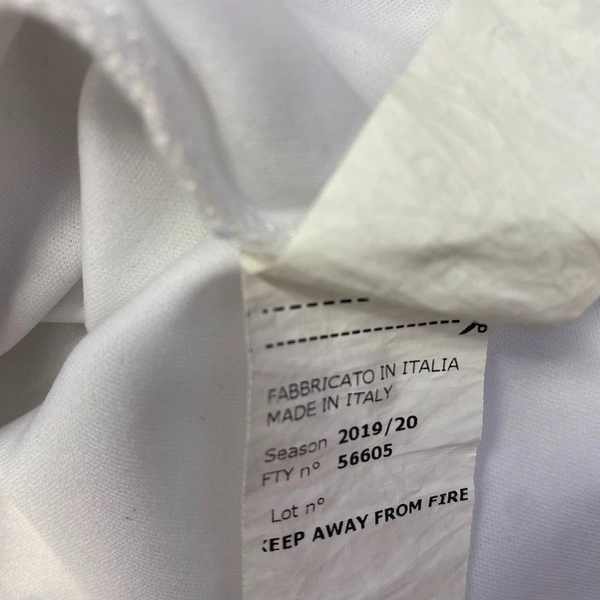 FABBRICATO IN ITALIA
MADE IN ITALY
Season 2019/20
FTY n° 56605
Lot n°
KEEP AWAY FROM FIRE